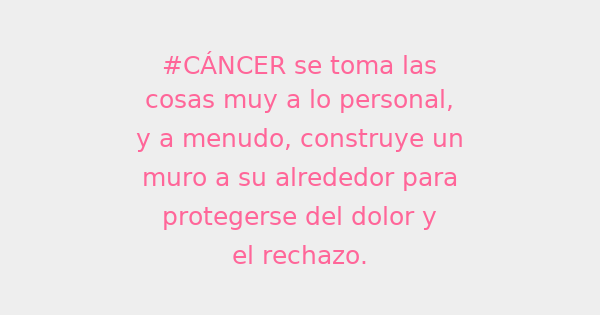 #CÁNCER se toma las
cosas muy a lo personal,
y a menudo, construye un
muro a su alrededor para
protegerse del dolor y
el rechazo.